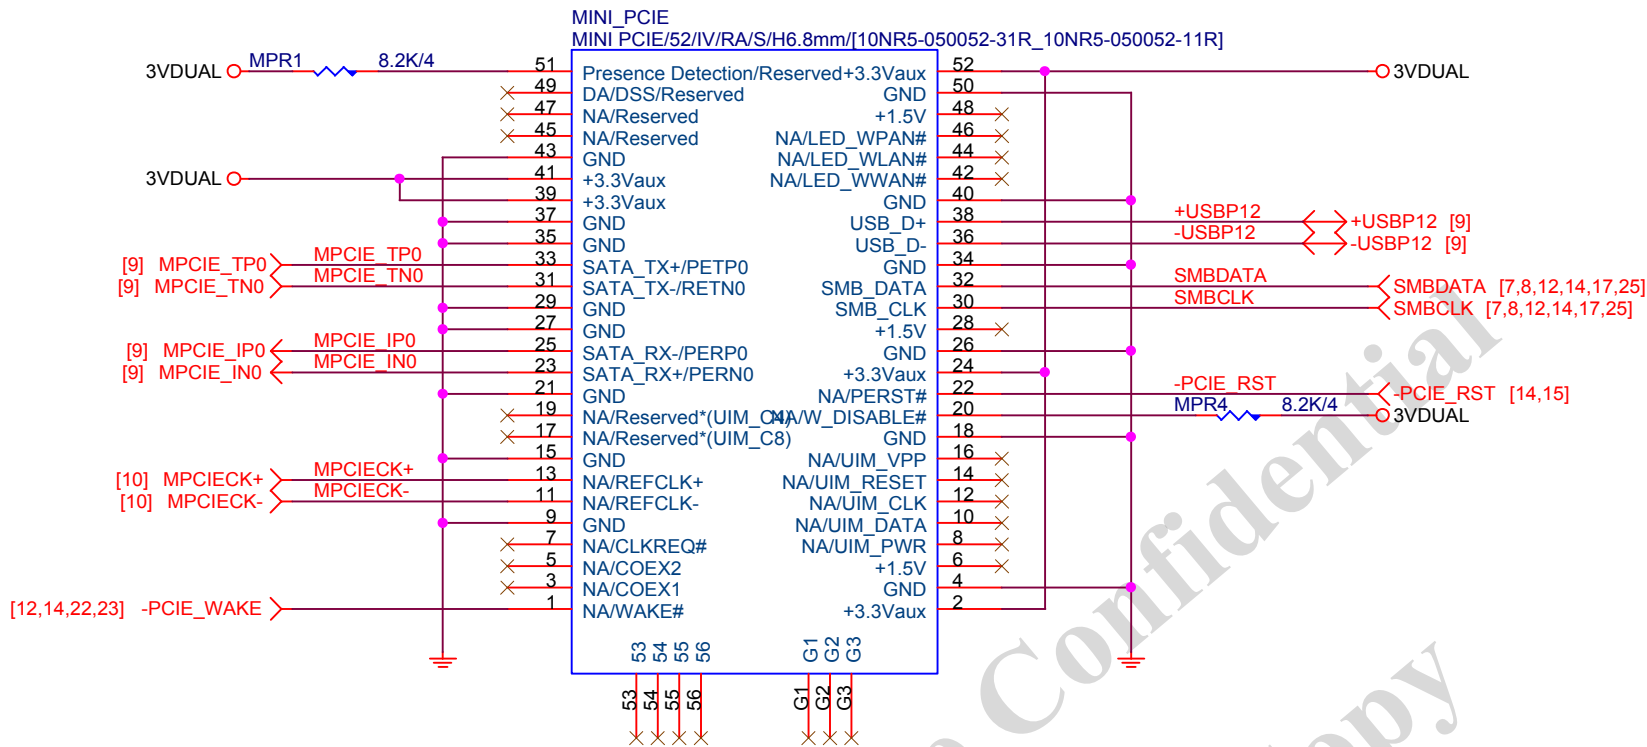 MINI_PCIE
MINI PCIE/52/IV/RA/S/H6.8mm/[10NR5-050052-31R_10NR5-050052-11R]
3VDUAL MPR1 8.2K/4 51 Presence Detection/Reserved +3.3Vaux 52 3VDUAL
49 DA/DSS/Reserved GND 50
47 NA/Reserved +1.5V 48
45 NA/Reserved NA/LED_WPAN# 46
43 GND NA/LED_WLAN# 44
3VDUAL 41 +3.3Vaux NA/LED_WWAN# 42
39 +3.3Vaux GND 40
37 GND USB_D+ 38 +USBP12 +USBP12 [9]
35 GND USB_D- 36 -USBP12 -USBP12 [9]
[9] MPCIE_TP0 MPCIE_TP0 33 SATA_TX+/PETP0 GND 34
[9] MPCIE_TN0 MPCIE_TN0 31 SATA_TX-/RETN0 SMB_DATA 32 SMBDATA SMBDATA [7,8,12,14,17,25]
29 GND SMB_CLK 30 SMBCLK SMBCLK [7,8,12,14,17,25]
27 GND +1.5V 28
[9] MPCIE_IP0 MPCIE_IP0 25 SATA_RX-/PERP0 GND 26
[9] MPCIE_IN0 MPCIE_IN0 23 SATA_RX+/PERN0 +3.3Vaux 24
21 GND NA/PERST# 22 -PCIE_RST -PCIE_RST [14,15]
19 NA/Reserved*(UIM_C4) NA/W_DISABLE# 20 MPR4 8.2K/4 3VDUAL
17 NA/Reserved*(UIM_C8) GND 18
15 GND NA/UIM_VPP 16
[10] MPCIECK+ MPCIECK+ 13 NA/REFCLK+ NA/UIM_RESET 14
[10] MPCIECK- MPCIECK- 11 NA/REFCLK- NA/UIM_CLK 12
9 GND NA/UIM_DATA 10
7 NA/CLKREQ# NA/UIM_PWR 8
5 NA/COEX2 +1.5V 6
3 NA/COEX1 GND 4
[12,14,22,23] -PCIE_WAKE 1 NA/WAKE# +3.3Vaux 2
53 54 55 56 G1 G2 G3
53 54 55 56 G1 G2 G3
Confidential